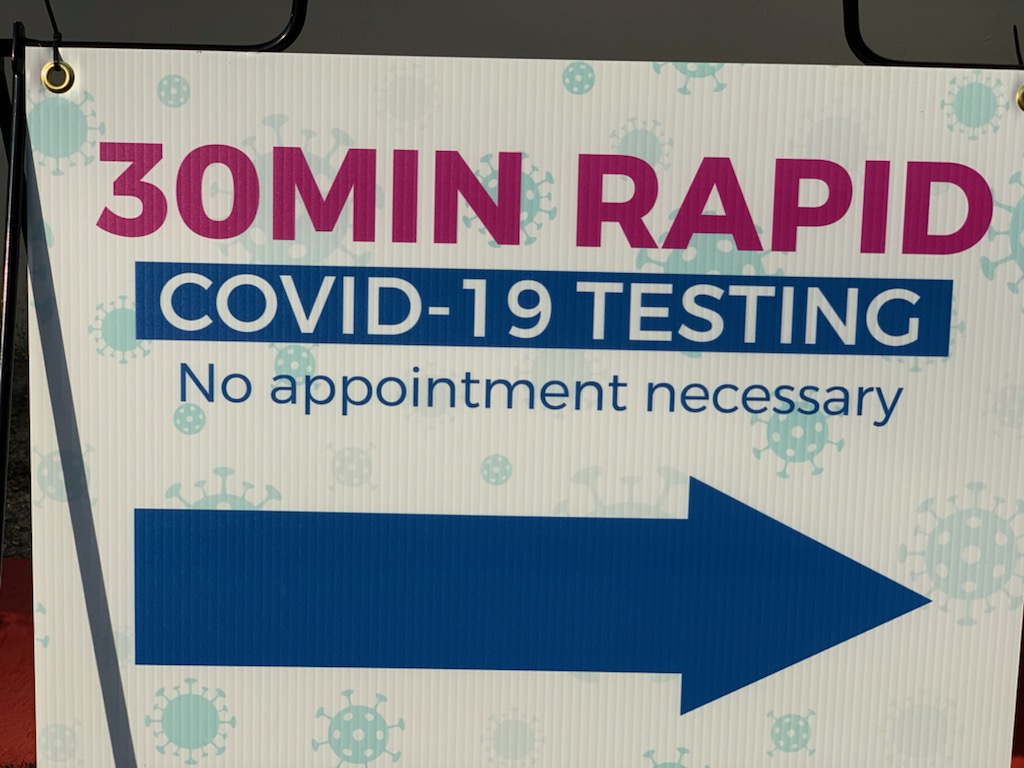 30MIN RAPID
COVID-19 TESTING
No appointment necessary